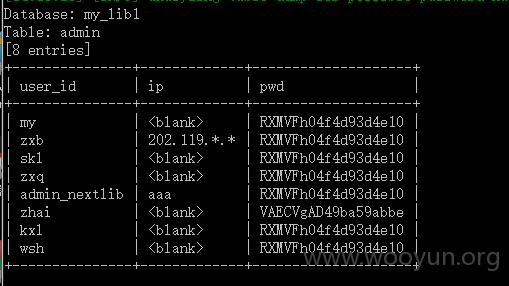 Database: my_lib1
Table: admin
[8 entries]
user_id | ip | pwd
my | <blank> | RXMVFh04f4d93d4e10
zxb | 202.119.*.* | RXMVFh04f4d93d4e10
skl | <blank> | RXMVFh04f4d93d4e10
zxq | <blank> | RXMVFh04f4d93d4e10
admin_nextlib | aaa | RXMVFh04f4d93d4e10
zhai | <blank> | VAECVgAD49ba59abbe
kxl | <blank> | RXMVFh04f4d93d4e10
wsh | <blank> | RXMVFh04f4d93d4e10
www.wooyun.org